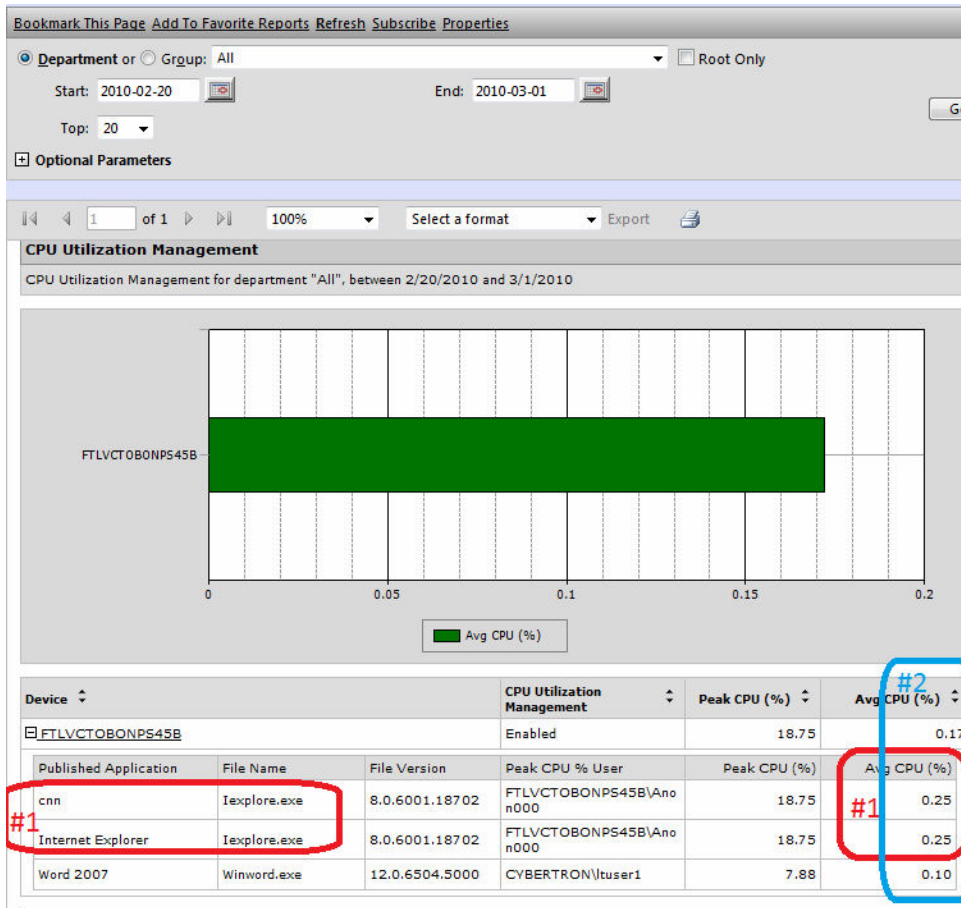 Bookmark This Page Add To Favorite Reports Refresh Subscribe Properties
Department or Group: All Root Only
Start: 2010-02-20 End: 2010-03-01
Top: 20
Optional Parameters
1 of 1 100% Select a format Export
CPU Utilization Management
CPU Utilization Management for department "All", between 2/20/2010 and 3/1/2010
FTLVCTOBONPS45B
0 0.05 0.1 0.15 0.2
Avg CPU (%)
#2
Device CPU Utilization Management Peak CPU (%) Avg CPU (%)
FTLVCTOBONPS45B Enabled 18.75 0.17
Published Application File Name File Version Peak CPU % User Peak CPU (%) Avg CPU (%)
cnn Iexplore.exe 8.0.6001.18702 FTLVCTOBONPS45B\Ano
n000 18.75 0.25
#1 #1
Internet Explorer Iexplore.exe 8.0.6001.18702 FTLVCTOBONPS45B\Ano
n000 18.75 0.25
Word 2007 Winword.exe 12.0.6504.5000 CYBERTRON\ltuser1 7.88 0.10